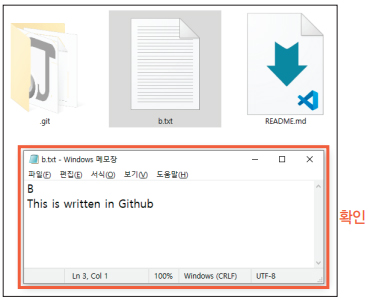 .git
b.txt
README.md
b.txt - Windows 메모장
파일(F) 편집(E) 서식(O) 보기(V) 도움말(H)
B
This is written in Github
확인
Ln 3, Col 1 100% Windows (CRLF) UTF-8